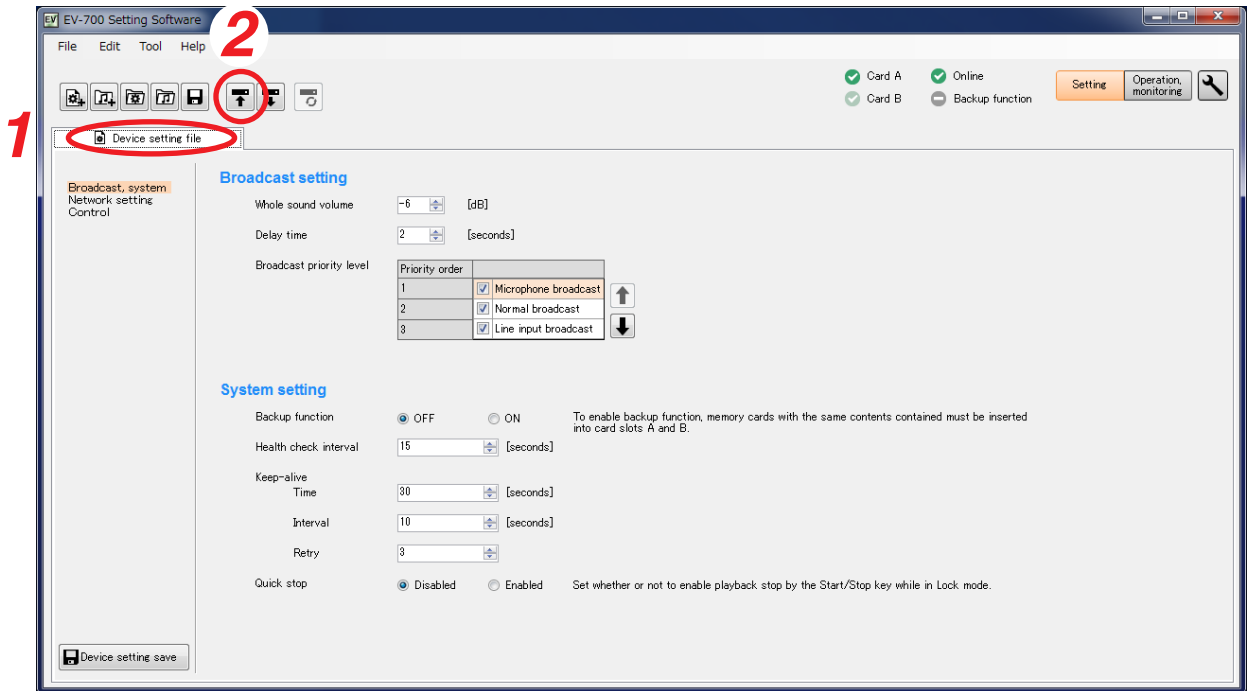 EV EV-700 Setting Software
2
File Edit Tool Help
Card A Online
Card B Backup function
Setting
Operation,
monitoring
1
Device setting file
Broadcast, system
Network setting
Control
Broadcast setting
Whole sound volume -6 [dB]
Delay time 2 [seconds]
Broadcast priority level
Priority order
1 Microphone broadcast
2 Normal broadcast
3 Line input broadcast
System setting
Backup function OFF ON To enable backup function, memory cards with the same contents contained must be inserted
into card slots A and B.
Health check interval 15 [seconds]
Keep-alive
Time 30 [seconds]
Interval 10 [seconds]
Retry 3
Quick stop Disabled Enabled Set whether or not to enable playback stop by the Start/Stop key while in Lock mode.
Device setting save